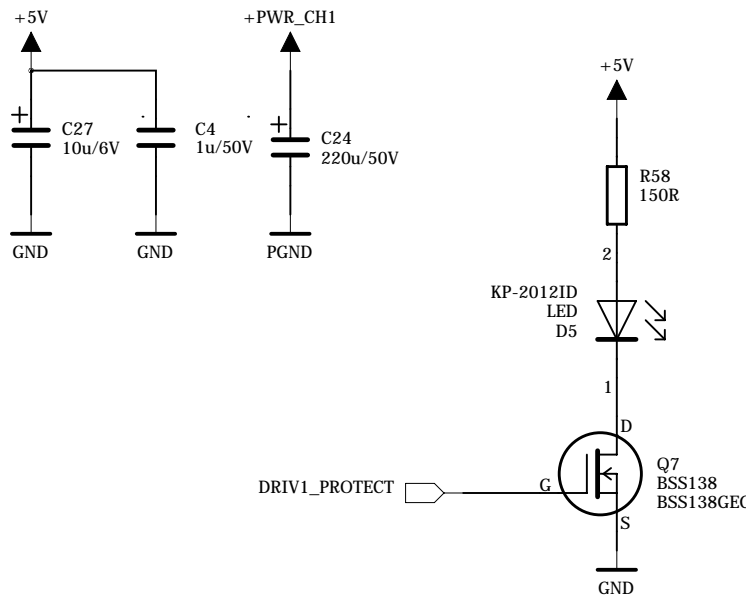 +5V
+PWR_CH1
+
C27
10u/6V
C4
1u/50V
+
C24
220u/50V
GND
GND
PGND
+5V
R58
150R
2
KP-2012ID
LED
D5
1
D
DRIV1_PROTECT
G
Q7
BSS138
BSS138GEG
S
GND